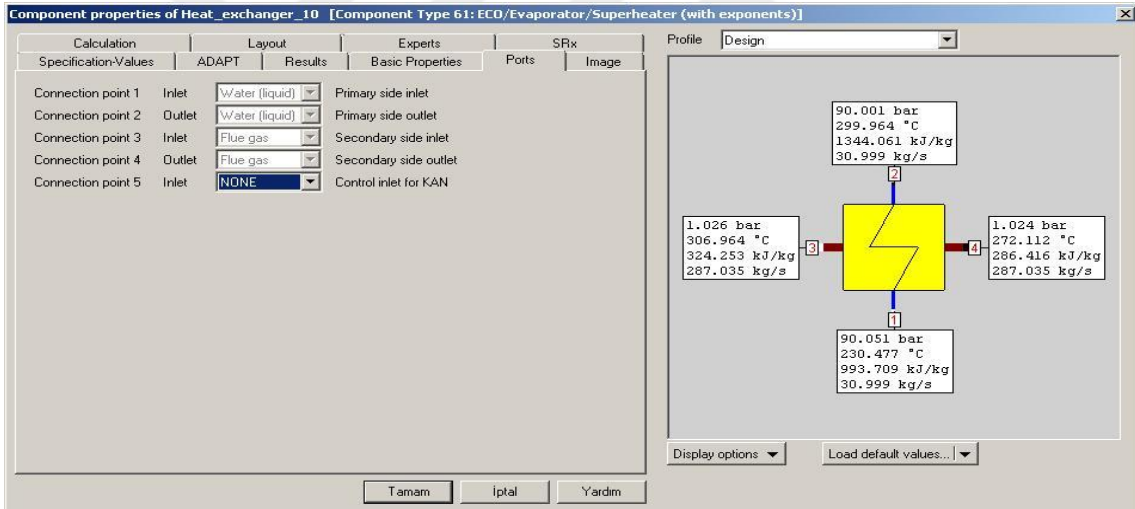 Component properties of Heat_exchanger_10 [Component Type 61: ECO/Evaporator/Superheater (with exponents)]
Calculation Layout Experts SRx
Specification-Values ADAPT Results Basic Properties Ports Image
Connection point 1 Inlet Water (liquid) Primary side inlet
Connection point 2 Outlet Water (liquid) Primary side outlet
Connection point 3 Inlet Flue gas Secondary side inlet
Connection point 4 Outlet Flue gas Secondary side outlet
Connection point 5 Inlet NONE Control inlet for KAN
Tamam İptal Yardım
Profile Design
90.001 bar
299.964 °C
1344.061 kJ/kg
30.999 kg/s
2
1.026 bar
306.964 °C
324.253 kJ/kg
287.035 kg/s
3
4
1.024 bar
272.112 °C
286.416 kJ/kg
287.035 kg/s
1
90.051 bar
230.477 °C
993.709 kJ/kg
30.999 kg/s
Display options Load default values...